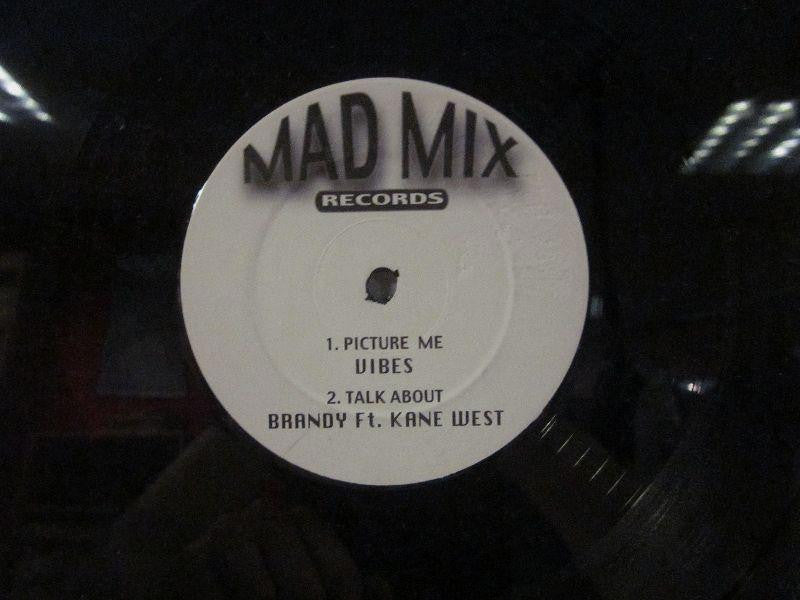 MAD MIX
RECORDS
1. PICTURE ME
VIBES
2. TALK ABOUT
BRANDY Ft. KANE WEST